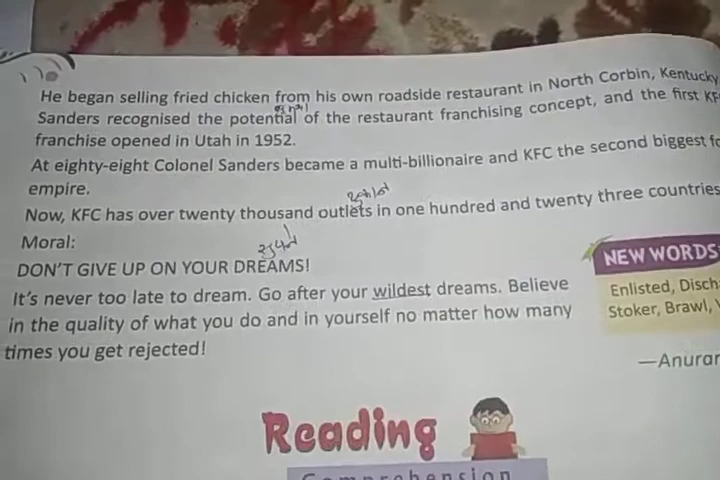 He began selling fried chicken from his own roadside restaurant in North Corbin, Kentucky
Sanders recognised the potential of the restaurant franchising concept, and the first KF
franchise opened in Utah in 1952.
At eighty-eight Colonel Sanders became a multi-billionaire and KFC the second biggest fo
empire.
Now, KFC has over twenty thousand outlets in one hundred and twenty three countries
Moral:
DON'T GIVE UP ON YOUR DREAMS!
It's never too late to dream. Go after your wildest dreams. Believe
in the quality of what you do and in yourself no matter how many
times you get rejected!
NEW WORDS
Enlisted, Disch
Stoker, Brawl,
—Anurar
Reading
Comprehension